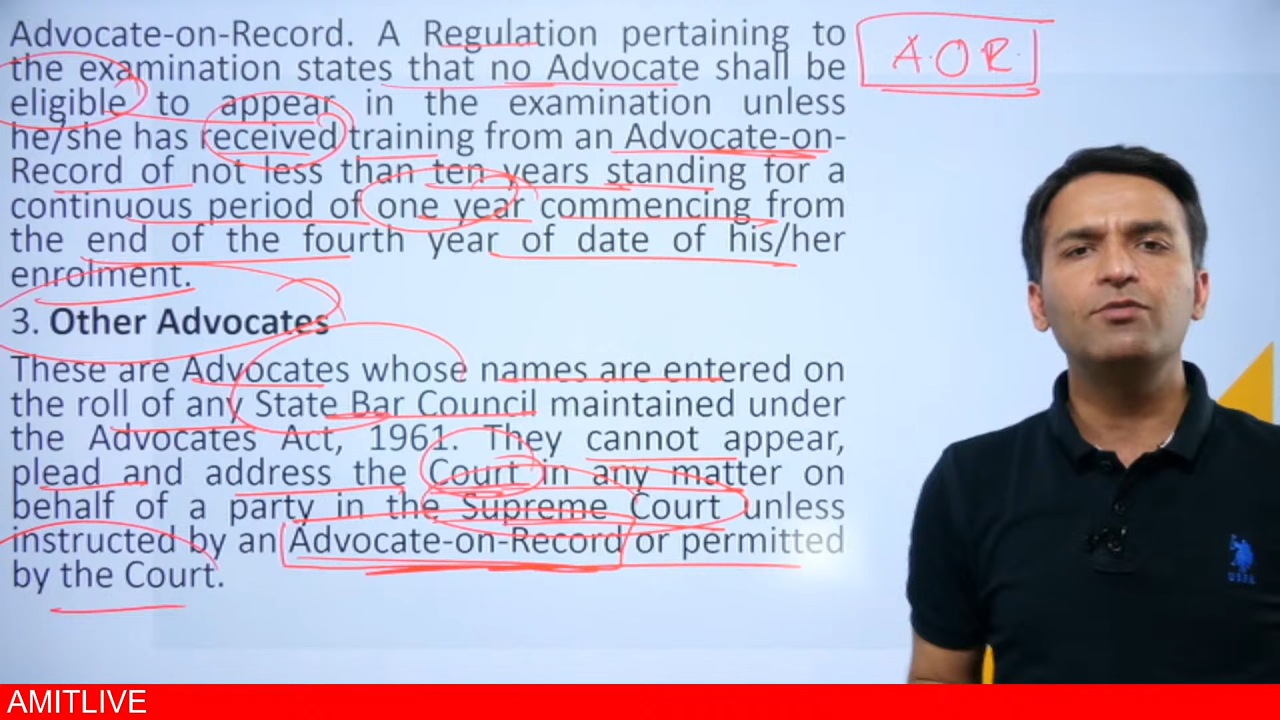 Advocate-on-Record. A Regulation pertaining to
the examination states that no Advocate shall be
eligible to appear in the examination unless
he/she has received training from an Advocate-on-
Record of not less than ten years standing for a
continuous period of one year commencing from
the end of the fourth year of date of his/her
enrolment.
3. Other Advocates
These are Advocates whose names are entered on
the roll of any State Bar Council maintained under
the Advocates Act, 1961. They cannot appear,
plead and address the Court in any matter on
behalf of a party in the Supreme Court unless
instructed by an Advocate-on-Record or permitted
by the Court.
A.O.R.
USPA
AMITLIVE